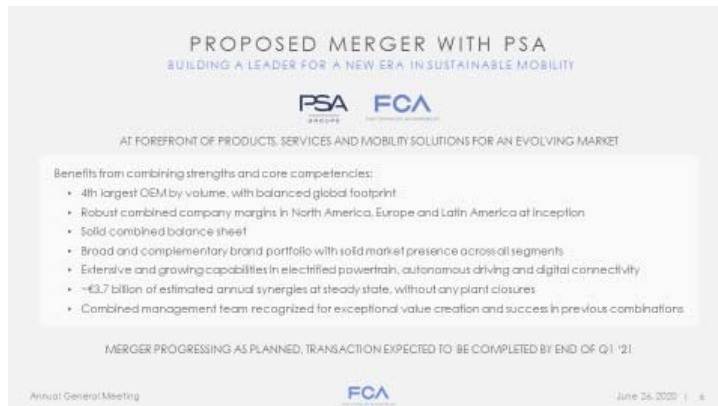 PROPOSED MERGER WITH PSA
BUILDING A LEADER FOR A NEW ERA IN SUSTAINABLE MOBILITY
PSA FCA
GROUPE
AT FOREFRONT OF PRODUCTS, SERVICES AND MOBILITY SOLUTIONS FOR AN EVOLVING MARKET
Benefits from combining strengths and core competencies:
• 4th largest OEM by volume, with balanced global footprint
• Robust combined company margins in North America, Europe and Latin America at inception
• Solid combined balance sheet
• Broad and complementary brand portfolio with solid market presence across all segments
• Extensive and growing capabilities in electrified powertrain, autonomous driving and digital connectivity
• ~€3.7 billion of estimated annual synergies at steady state, without any plant closures
• Combined management team recognized for exceptional value creation and success in previous combinations
MERGER PROGRESSING AS PLANNED, TRANSACTION EXPECTED TO BE COMPLETED BY END OF Q1 '21
Annual General Meeting FCA June 26, 2020 | 6